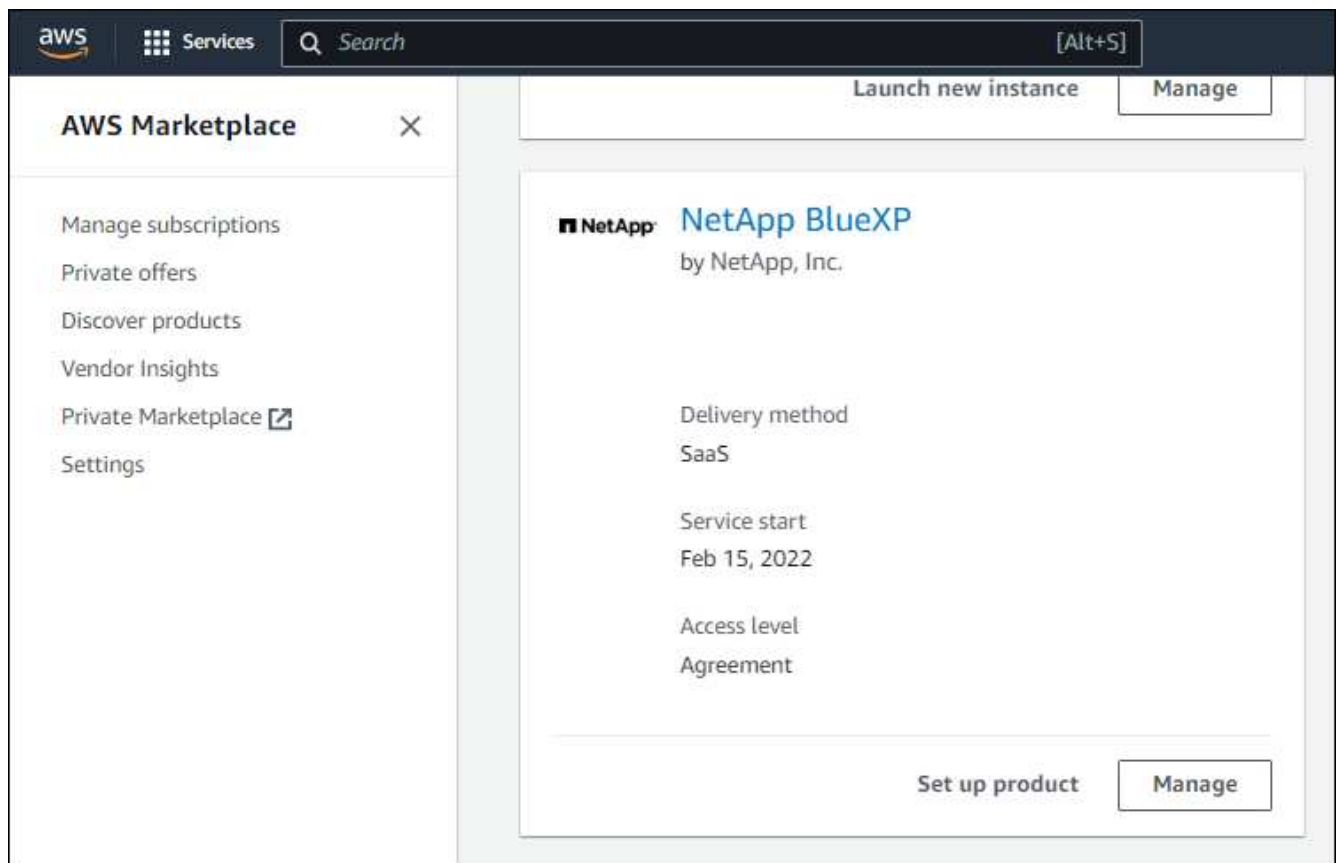 aws
Services
Search
[Alt+S]
AWS Marketplace
Manage subscriptions
Private offers
Discover products
Vendor Insights
Private Marketplace
Settings
Launch new instance
Manage
NetApp
NetApp BlueXP
by NetApp, Inc.
Delivery method
SaaS
Service start
Feb 15, 2022
Access level
Agreement
Set up product
Manage